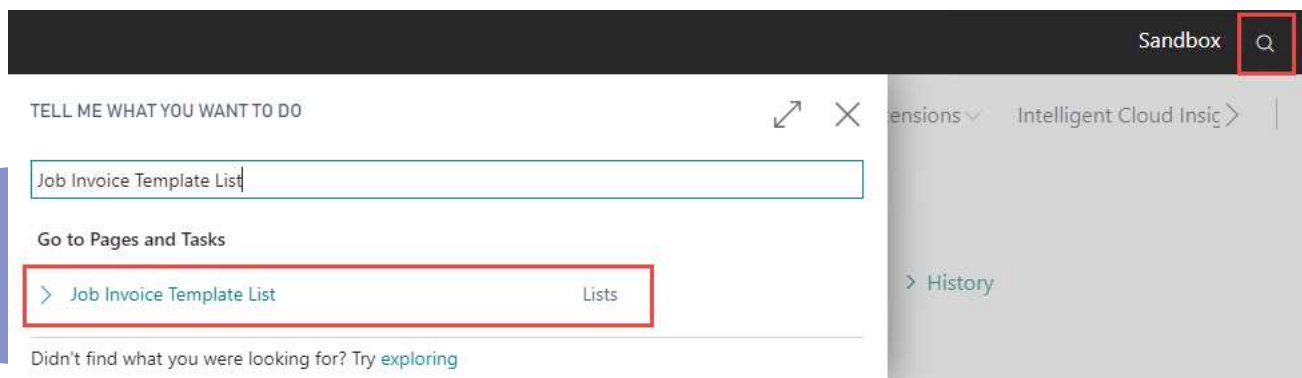 Sandbox
TELL ME WHAT YOU WANT TO DO
ensions
Intelligent Cloud Insig
Job Invoice Template List
Go to Pages and Tasks
Job Invoice Template List Lists
History
Didn't find what you were looking for? Try exploring